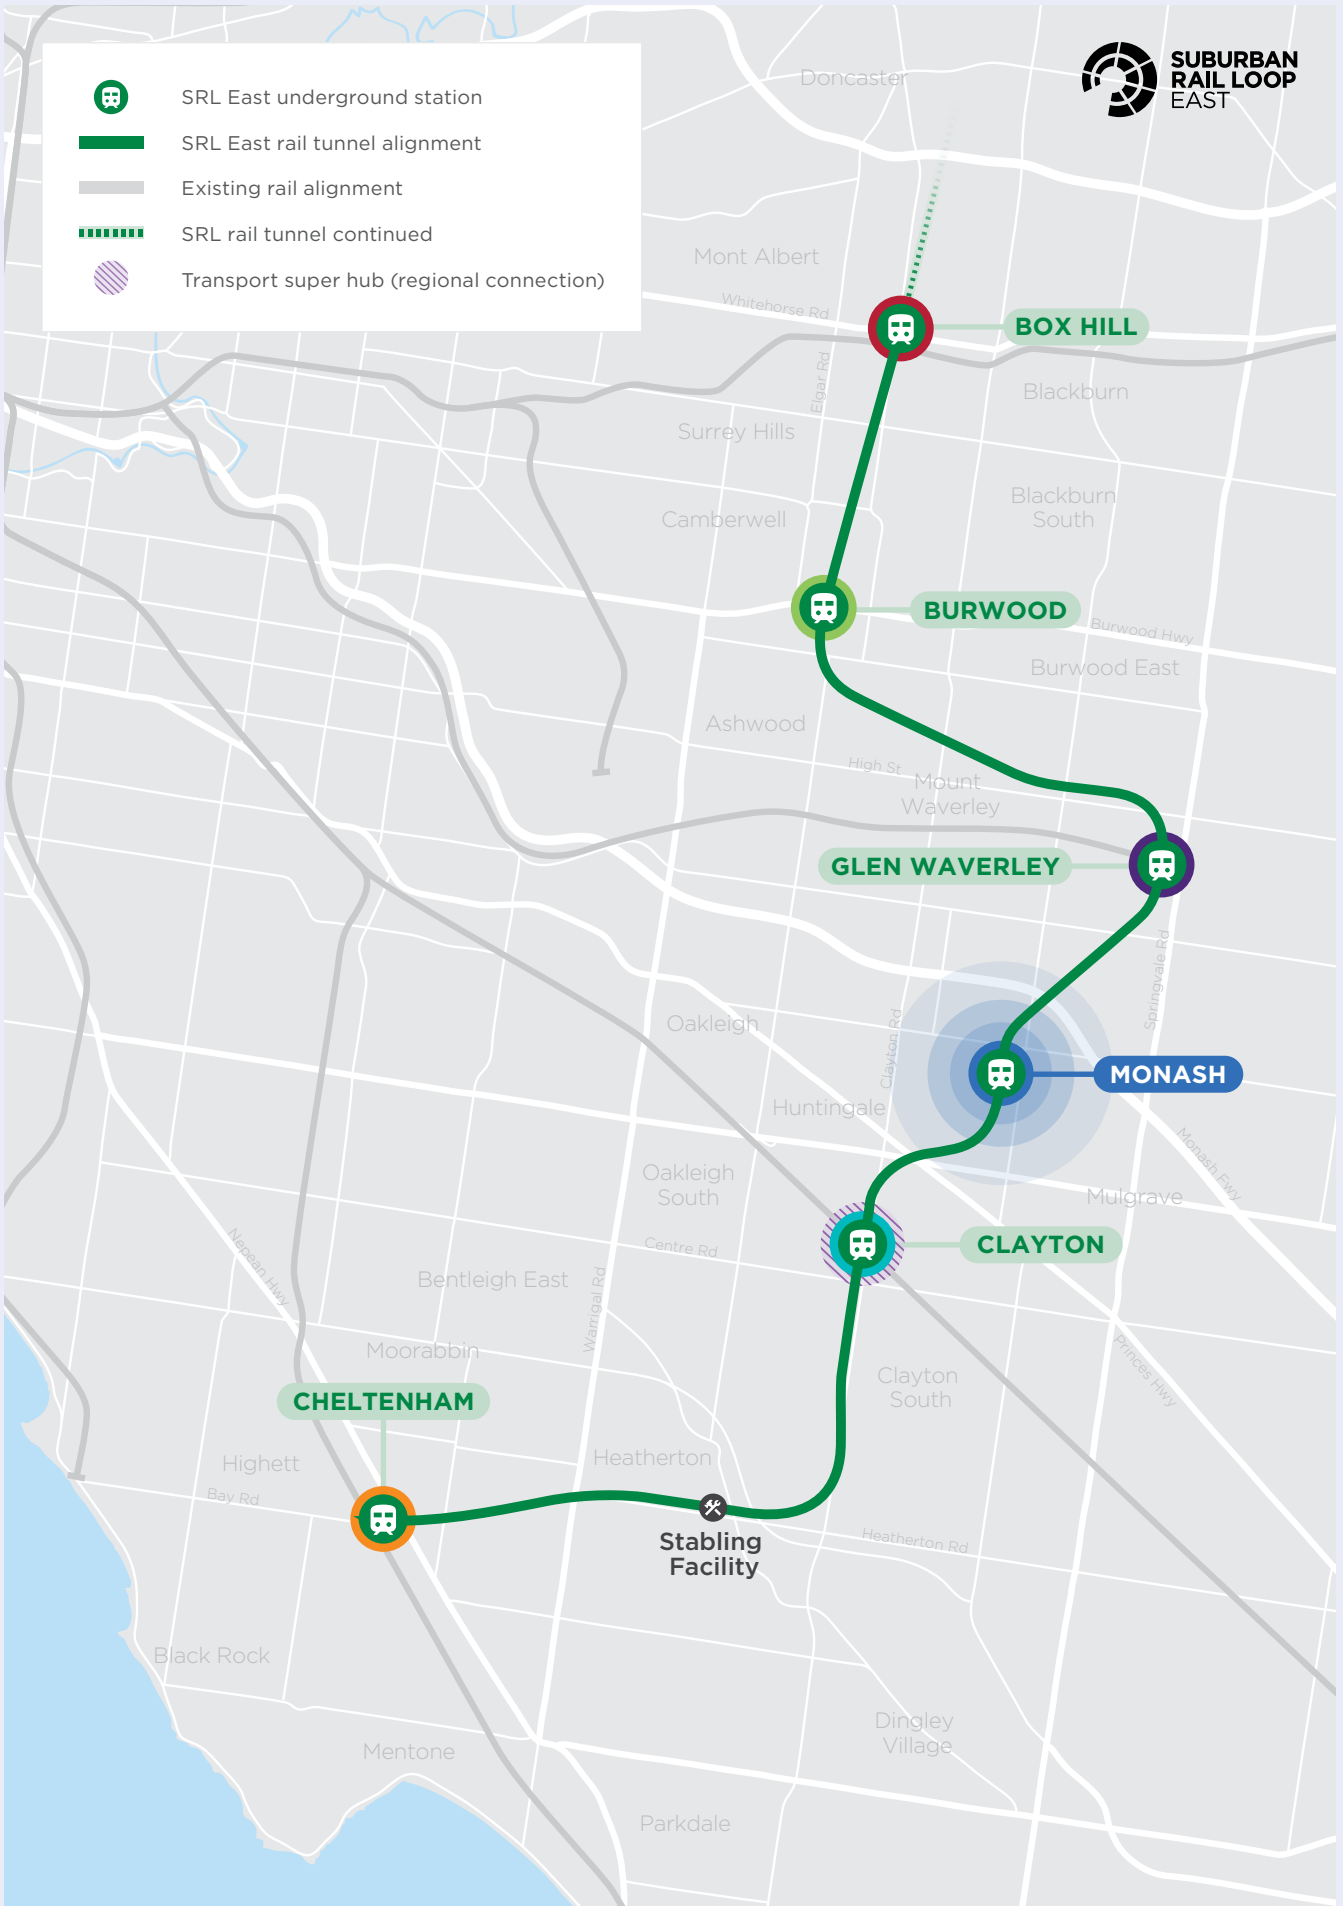 SRL East underground station
SRL East rail tunnel alignment
Existing rail alignment
SRL rail tunnel continued
Transport super hub (regional connection)
SUBURBAN
RAIL LOOP
EAST
Doncaster
Mont Albert
Whitehorse Rd
BOX HILL
Elgar Rd
Blackburn
Surrey Hills
Blackburn
South
Camberwell
BURWOOD
Burwood Hwy
Burwood East
Ashwood
High St
Mount
Waverley
GLEN WAVERLEY
Springvale Rd
Oakleigh
Clayton Rd
MONASH
Huntingale
Monash Fwy
Oakleigh
South
Mulgrave
Centre Rd
CLAYTON
Nepean Hwy
Bentleigh East
Warrigal Rd
Moorabbin
Princes Hwy
Clayton
South
CHELTENHAM
Highett
Heatherton
Bay Rd
Stabling
Facility
Heatherton Rd
Black Rock
Dingley
Village
Mentone
Parkdale